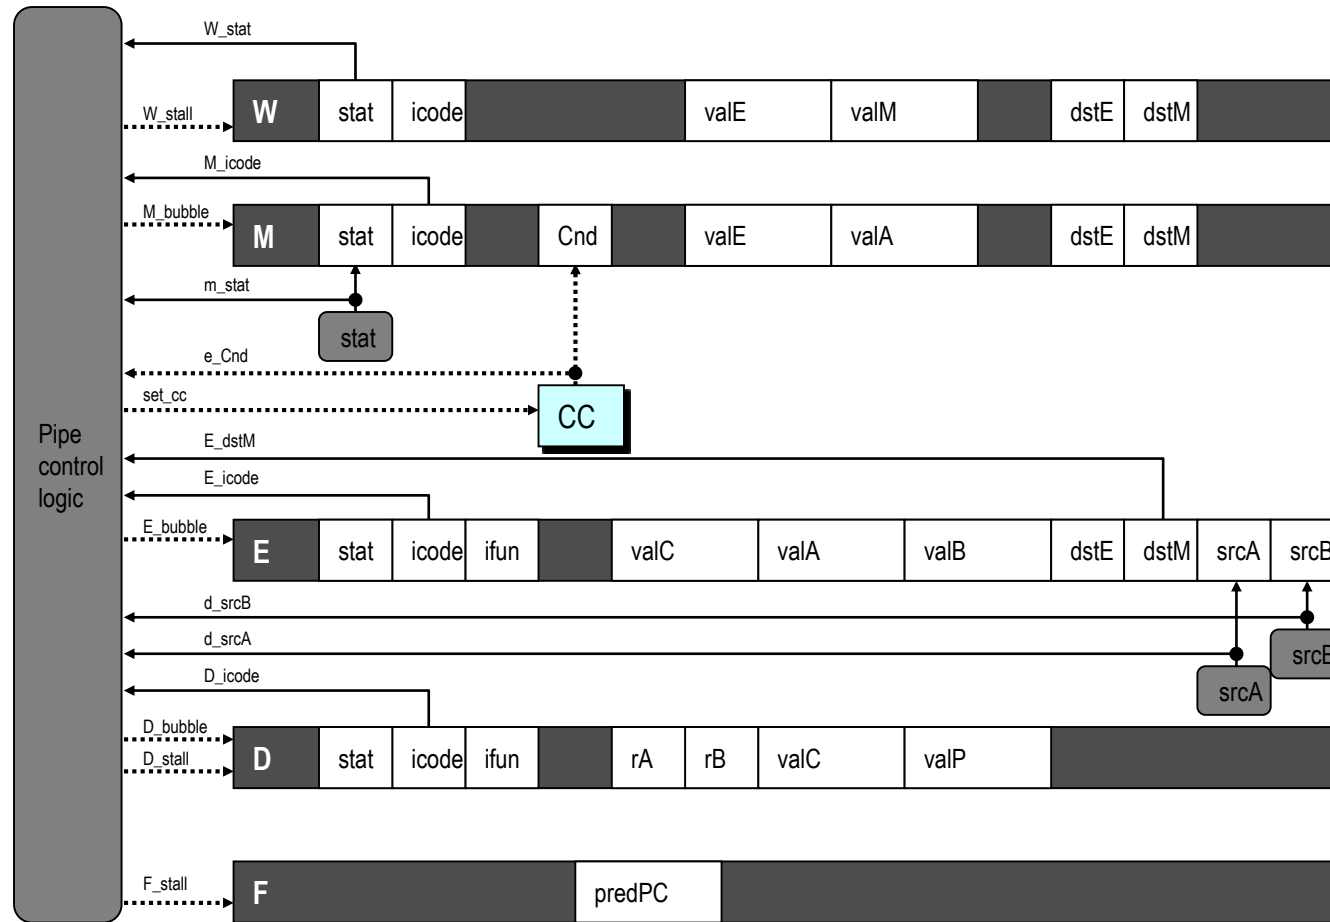 W_stat
W_stall
W
stat
icode
valE
valM
dstE
dstM
M_icode
M_bubble
M
stat
icode
Cnd
valE
valA
dstE
dstM
m_stat
stat
e_Cnd
set_cc
CC
Pipe
control
logic
E_dstM
E_icode
E_bubble
E
stat
icode
ifun
valC
valA
valB
dstE
dstM
srcA
srcB
d_srcB
srcB
d_srcA
srcA
D_icode
D_bubble
D_stall
D
stat
icode
ifun
rA
rB
valC
valP
F_stall
F
predPC